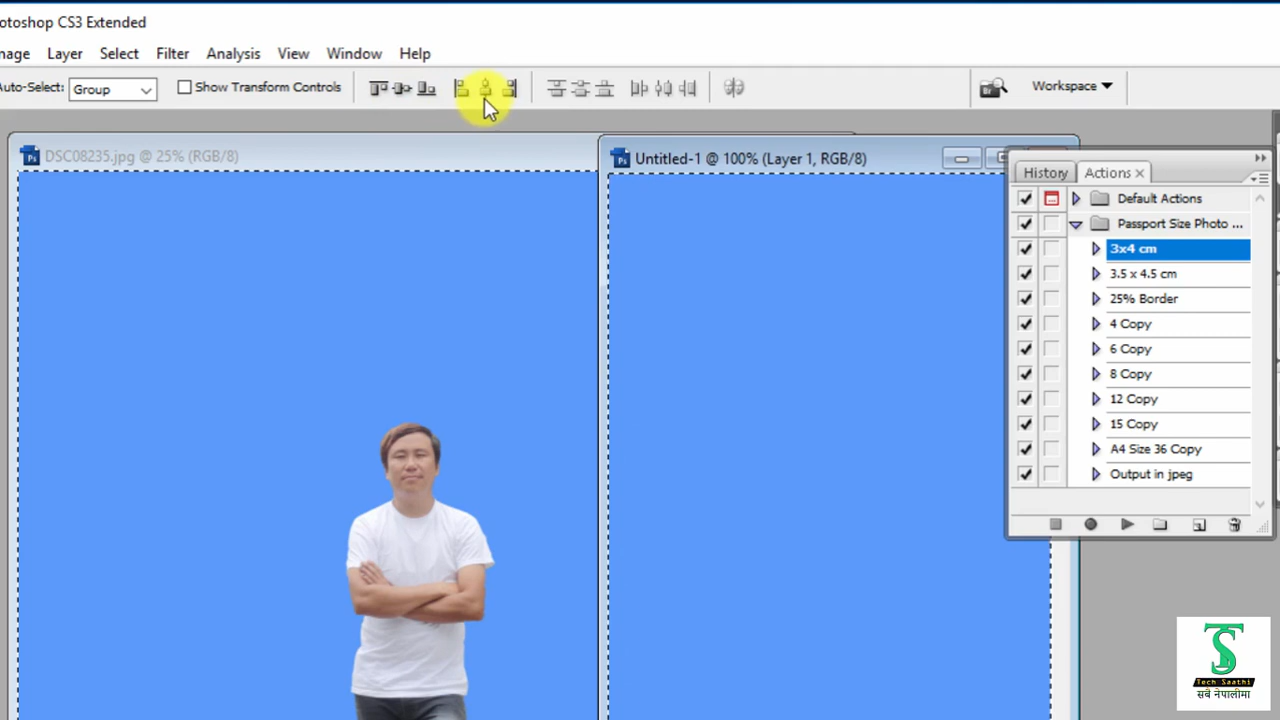 otoshop CS3 Extended
mage Layer Select Filter Analysis View Window Help
Auto-Select: Group Show Transform Controls Workspace
DSC08235.jpg @ 25% (RGB/8)
Untitled-1 @ 100% (Layer 1, RGB/8)
History Actions
Default Actions
Passport Size Photo ...
3x4 cm
3.5 x 4.5 cm
25% Border
4 Copy
6 Copy
8 Copy
12 Copy
15 Copy
A4 Size 36 Copy
Output in jpeg
Tech Saathi
सबै नेपालीमा